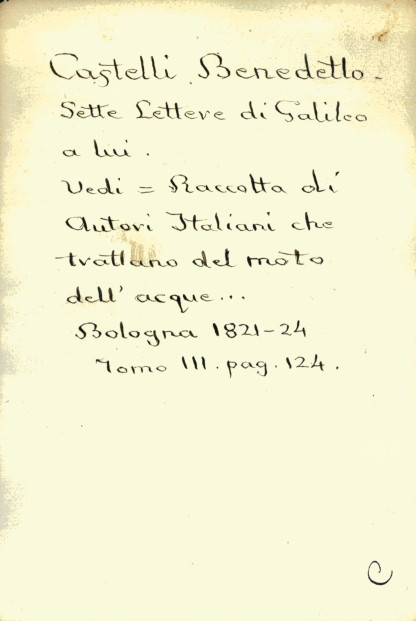 Castelli Benedetto.
Sette Lettere di Galileo
a lui.
Vedi = Raccotta di
Autori Italiani che
trattano del moto
dell' acque...
Bologna 1821-24
Tomo III. pag. 124.
C